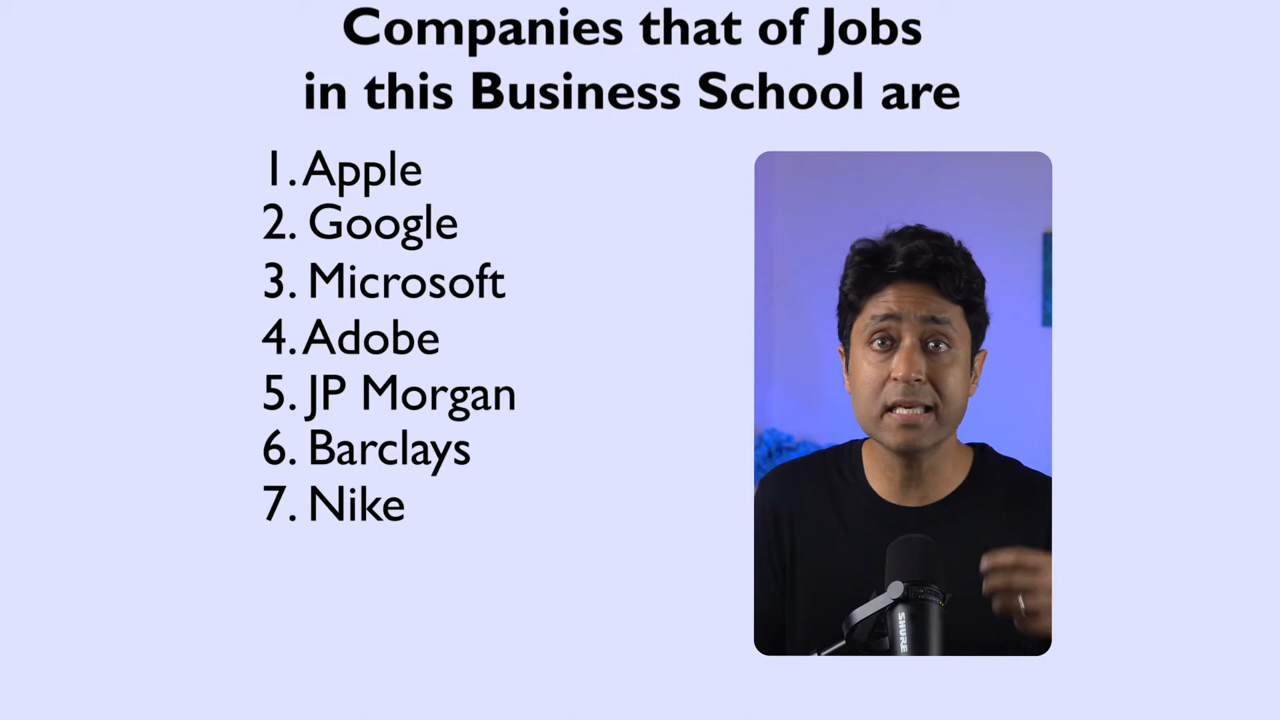 Companies that of Jobs
in this Business School are
1. Apple
2. Google
3. Microsoft
4. Adobe
5. JP Morgan
6. Barclays
7. Nike
SHURE